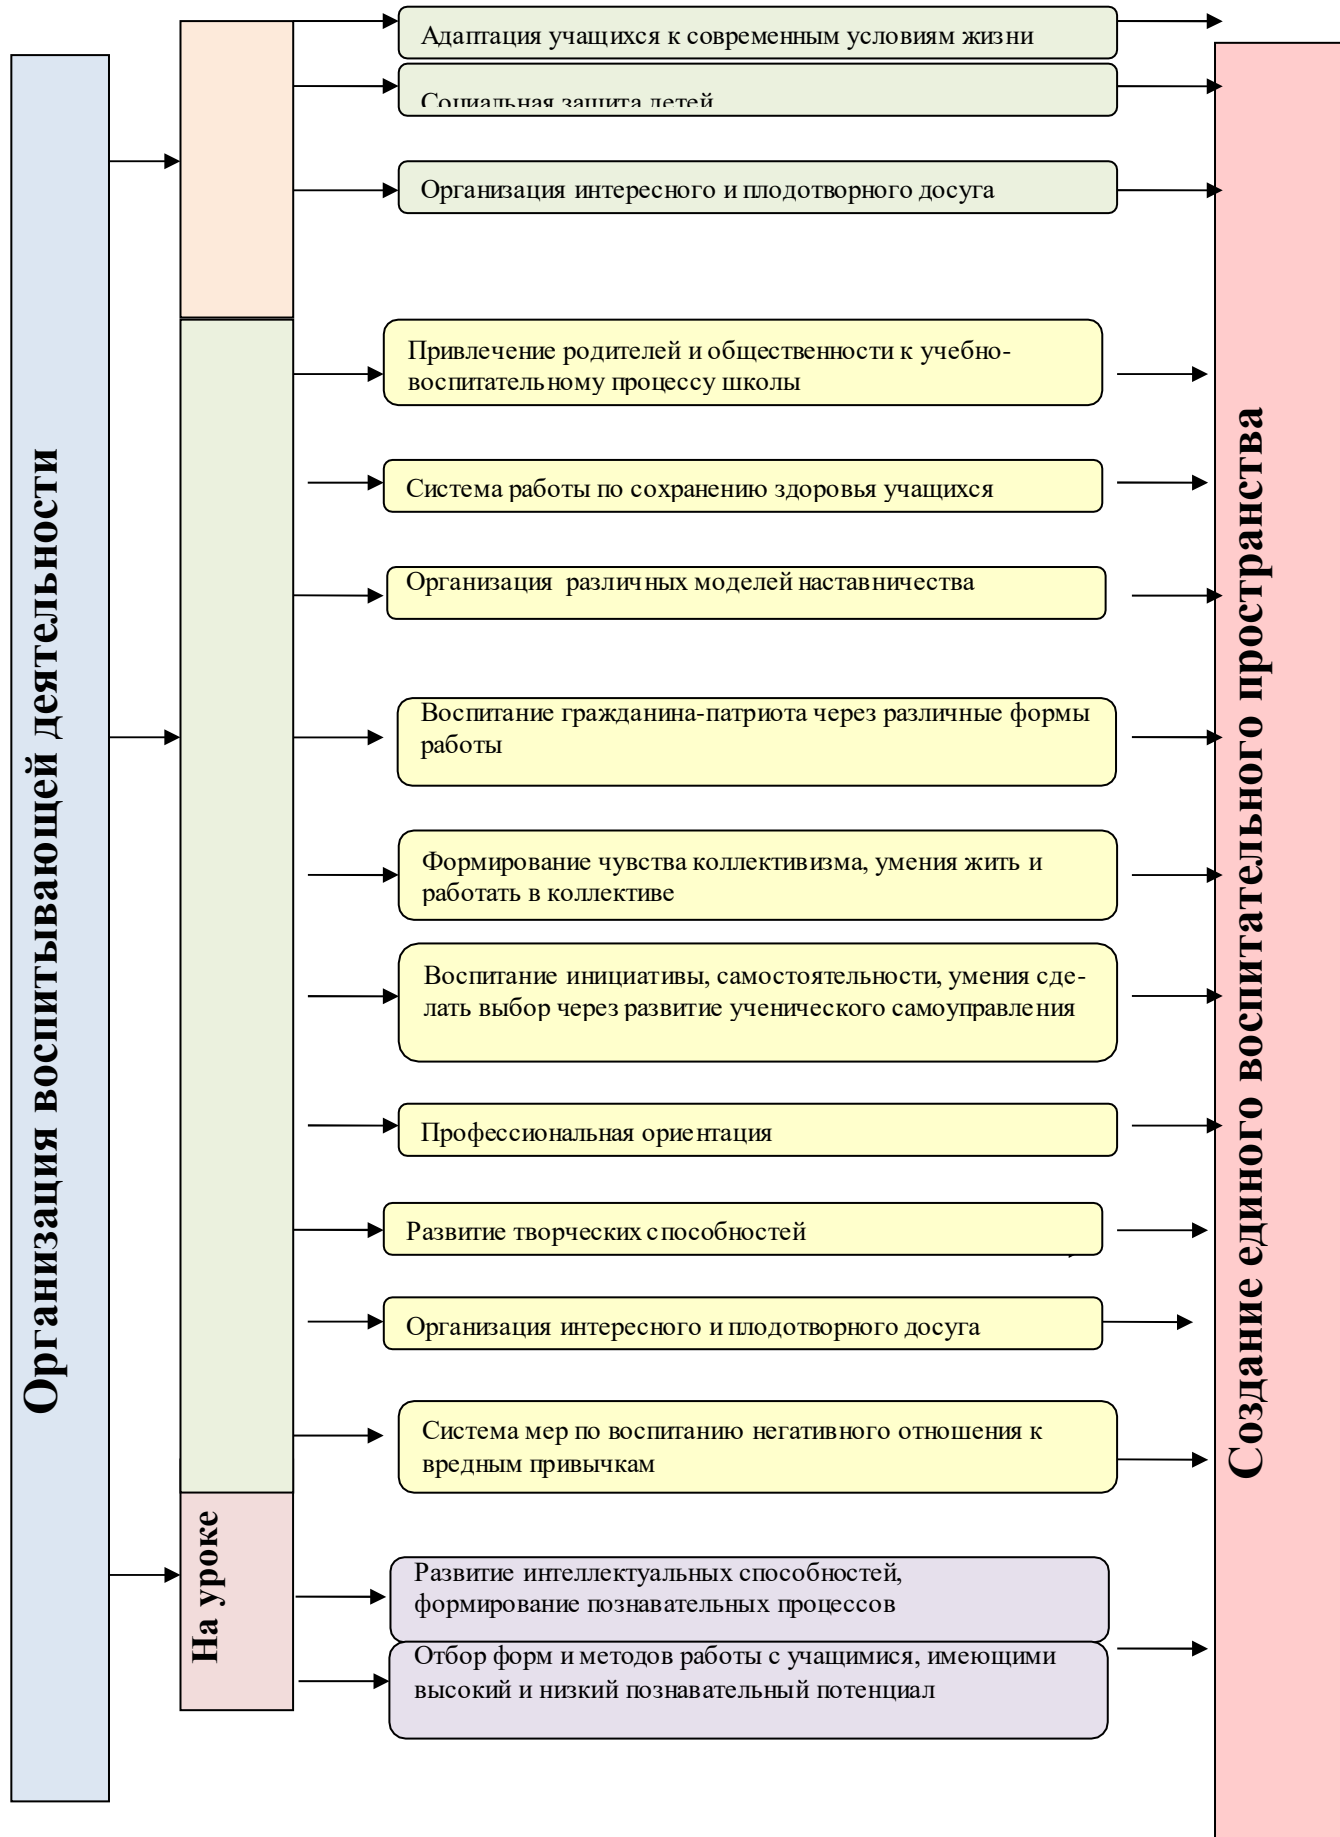 Организация воспитывающей деятельности
Адаптация учащихся к современным условиям жизни
Социальная защита детей
Организация интересного и плодотворного досуга
Привлечение родителей и общественности к учебно-
воспитательному процессу школы
Система работы по сохранению здоровья учащихся
Организация различных моделей наставничества
Воспитание гражданина-патриота через различные формы
работы
Формирование чувства коллективизма, умения жить и
работать в коллективе
Воспитание инициативы, самостоятельности, умения сде-
лать выбор через развитие ученического самоуправления
Профессиональная ориентация
Развитие творческих способностей
Организация интересного и плодотворного досуга
Система мер по воспитанию негативного отношения к
вредным привычкам
На уроке
Развитие интеллектуальных способностей,
формирование познавательных процессов
Отбор форм и методов работы с учащимися, имеющими
высокий и низкий познавательный потенциал
Создание единого воспитательного пространства